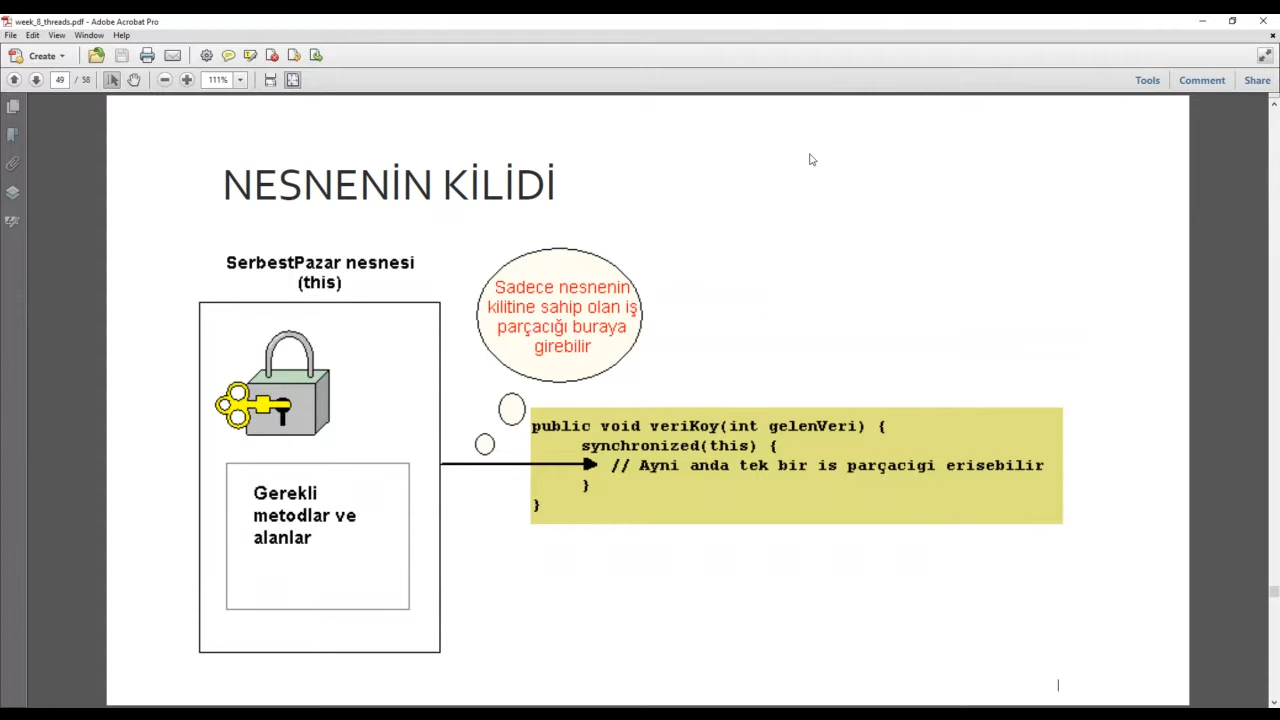 week_8_threads.pdf - Adobe Acrobat Pro
File Edit View Window Help
Create
49 / 58 111% Tools Comment Share
NESNENİN KİLİDİ
SerbestPazar nesnesi
(this)
Sadece nesnenin
kilitine sahip olan iş
parçacığı buraya
girebilir
public void veriKoy(int gelenVeri) {
synchronized(this) {
// Ayni anda tek bir is parçacigi erisebilir
}
}
Gerekli
metodlar ve
alanlar